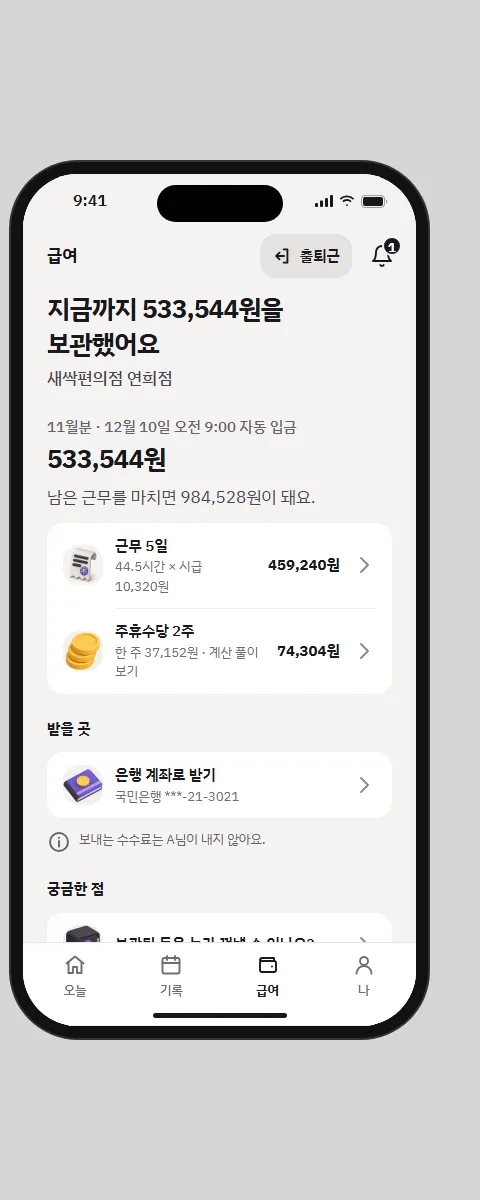 9:41
급여
출퇴근
1
지금까지 533,544원을
보관했어요
새싹편의점 연희점
11월분 · 12월 10일 오전 9:00 자동 입금
533,544원
남은 근무를 마치면 984,528원이 돼요.
근무 5일
44.5시간 × 시급
10,320원
459,240원
주휴수당 2주
한 주 37,152원 · 계산 풀이
보기
74,304원
받을 곳
은행 계좌로 받기
국민은행 ***-21-3021
보내는 수수료는 A님이 내지 않아요.
궁금한 점
오늘
기록
급여
나